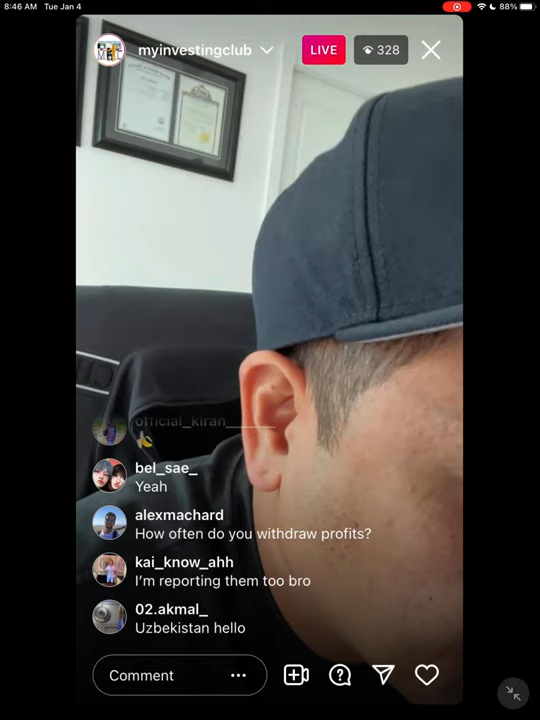 8:46 AM Tue Jan 4
88%
myinvestingclub
LIVE
328
official_kiran______
bel_sae_
Yeah
alexmachard
How often do you withdraw profits?
kai_know_ahh
I'm reporting them too bro
02.akmal_
Uzbekistan hello
Comment